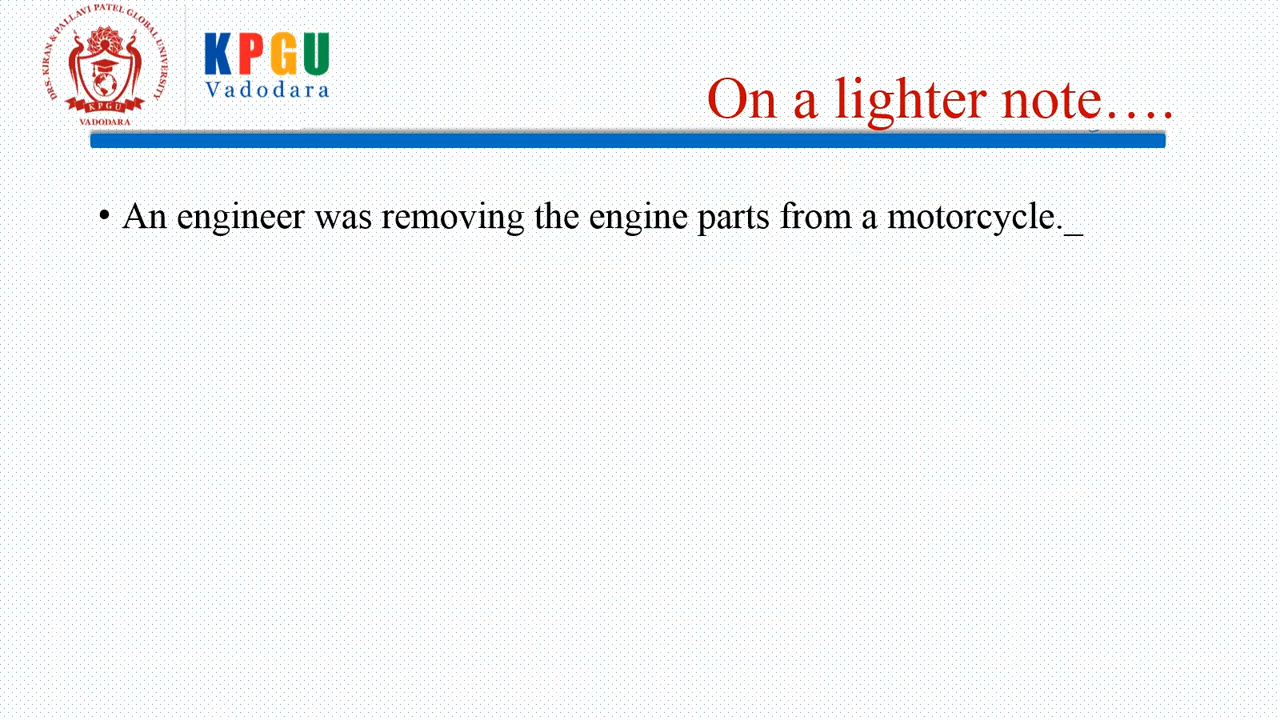 DRS. KIRAN & PALLAVI PATEL GLOBAL UNIVERSITY
KPGU
VADODARA
KPGU
Vadodara
On a lighter note….
• An engineer was removing the engine parts from a motorcycle._